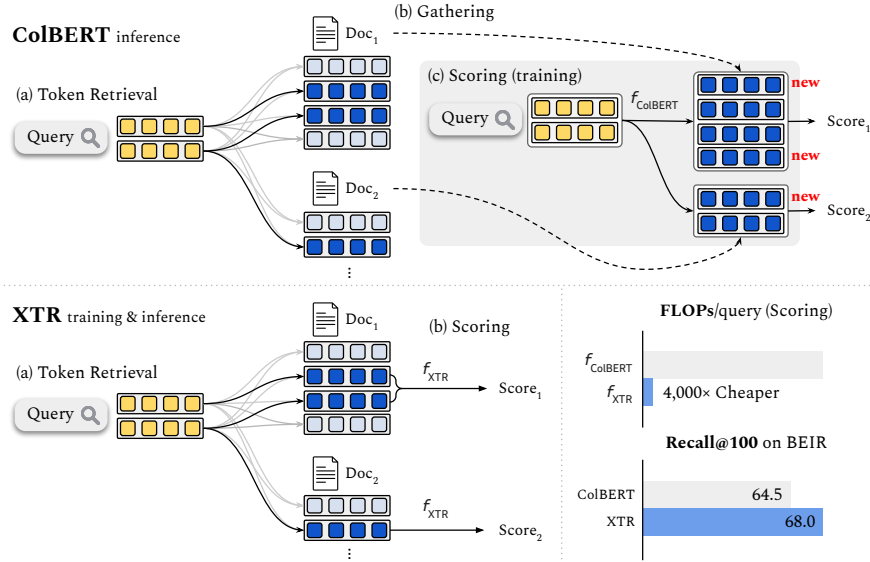 ColBERT inference
(b) Gathering
Doc1
(a) Token Retrieval
Query
(c) Scoring (training)
Query
fColBERT
new
new
Score1
Doc2
new
Score2
⋮
XTR training & inference
(a) Token Retrieval
Query
Doc1
(b) Scoring
fXTR
Score1
Doc2
fXTR
Score2
⋮
FLOPs/query (Scoring)
fColBERT
fXTR
4,000× Cheaper
Recall@100 on BEIR
ColBERT 64.5
XTR 68.0